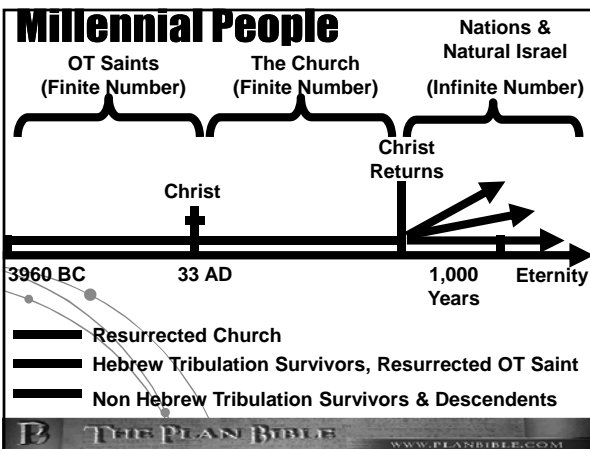 Millennial People
OT Saints
(Finite Number)
The Church
(Finite Number)
Nations &
Natural Israel
(Infinite Number)
Christ
Christ
Returns
3960 BC
33 AD
1,000
Years
Eternity
Resurrected Church
Hebrew Tribulation Survivors, Resurrected OT Saint
Non Hebrew Tribulation Survivors & Descendents
B THE PLAN BIBLE
WWW.PLANBIBLE.COM